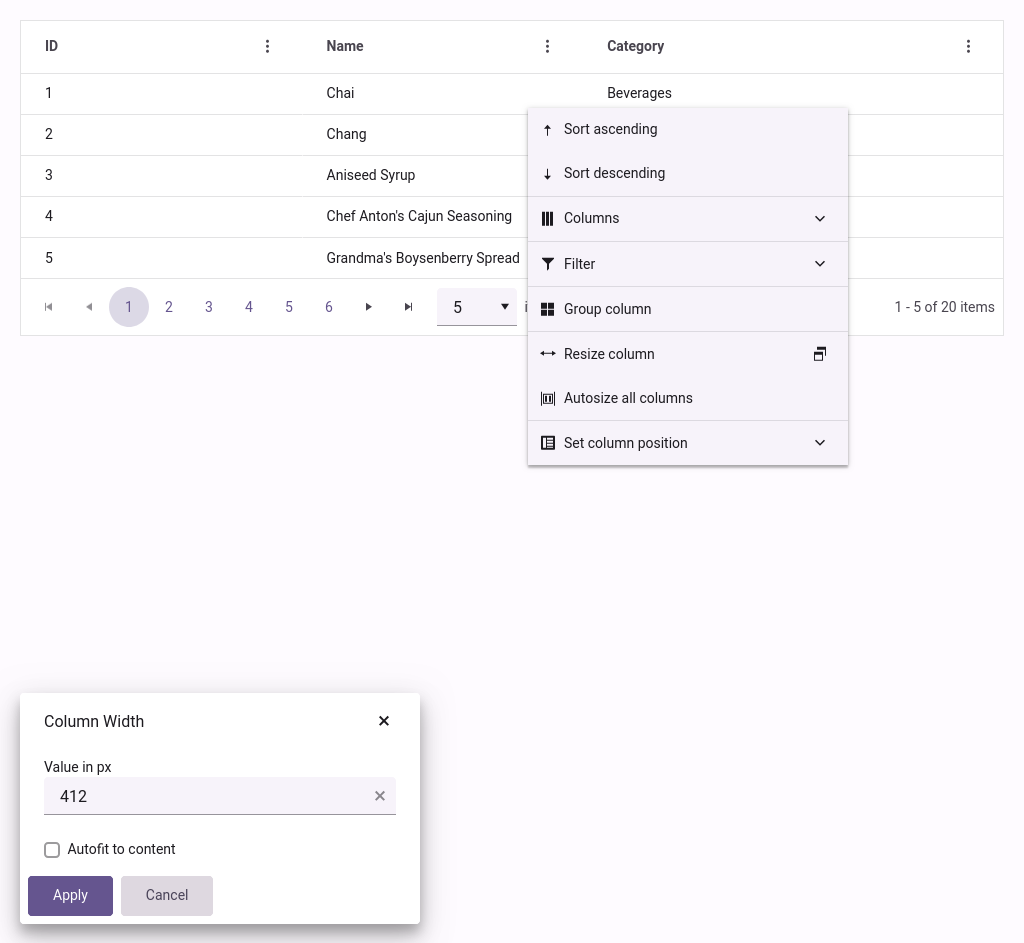 ID Name Category
1 Chai Beverages
2 Chang
3 Aniseed Syrup
4 Chef Anton's Cajun Seasoning
5 Grandma's Boysenberry Spread
1 2 3 4 5 6 5 1 - 5 of 20 items
Sort ascending
Sort descending
Columns
Filter
Group column
Resize column
Autosize all columns
Set column position
Column Width
Value in px
412
Autofit to content
Apply Cancel